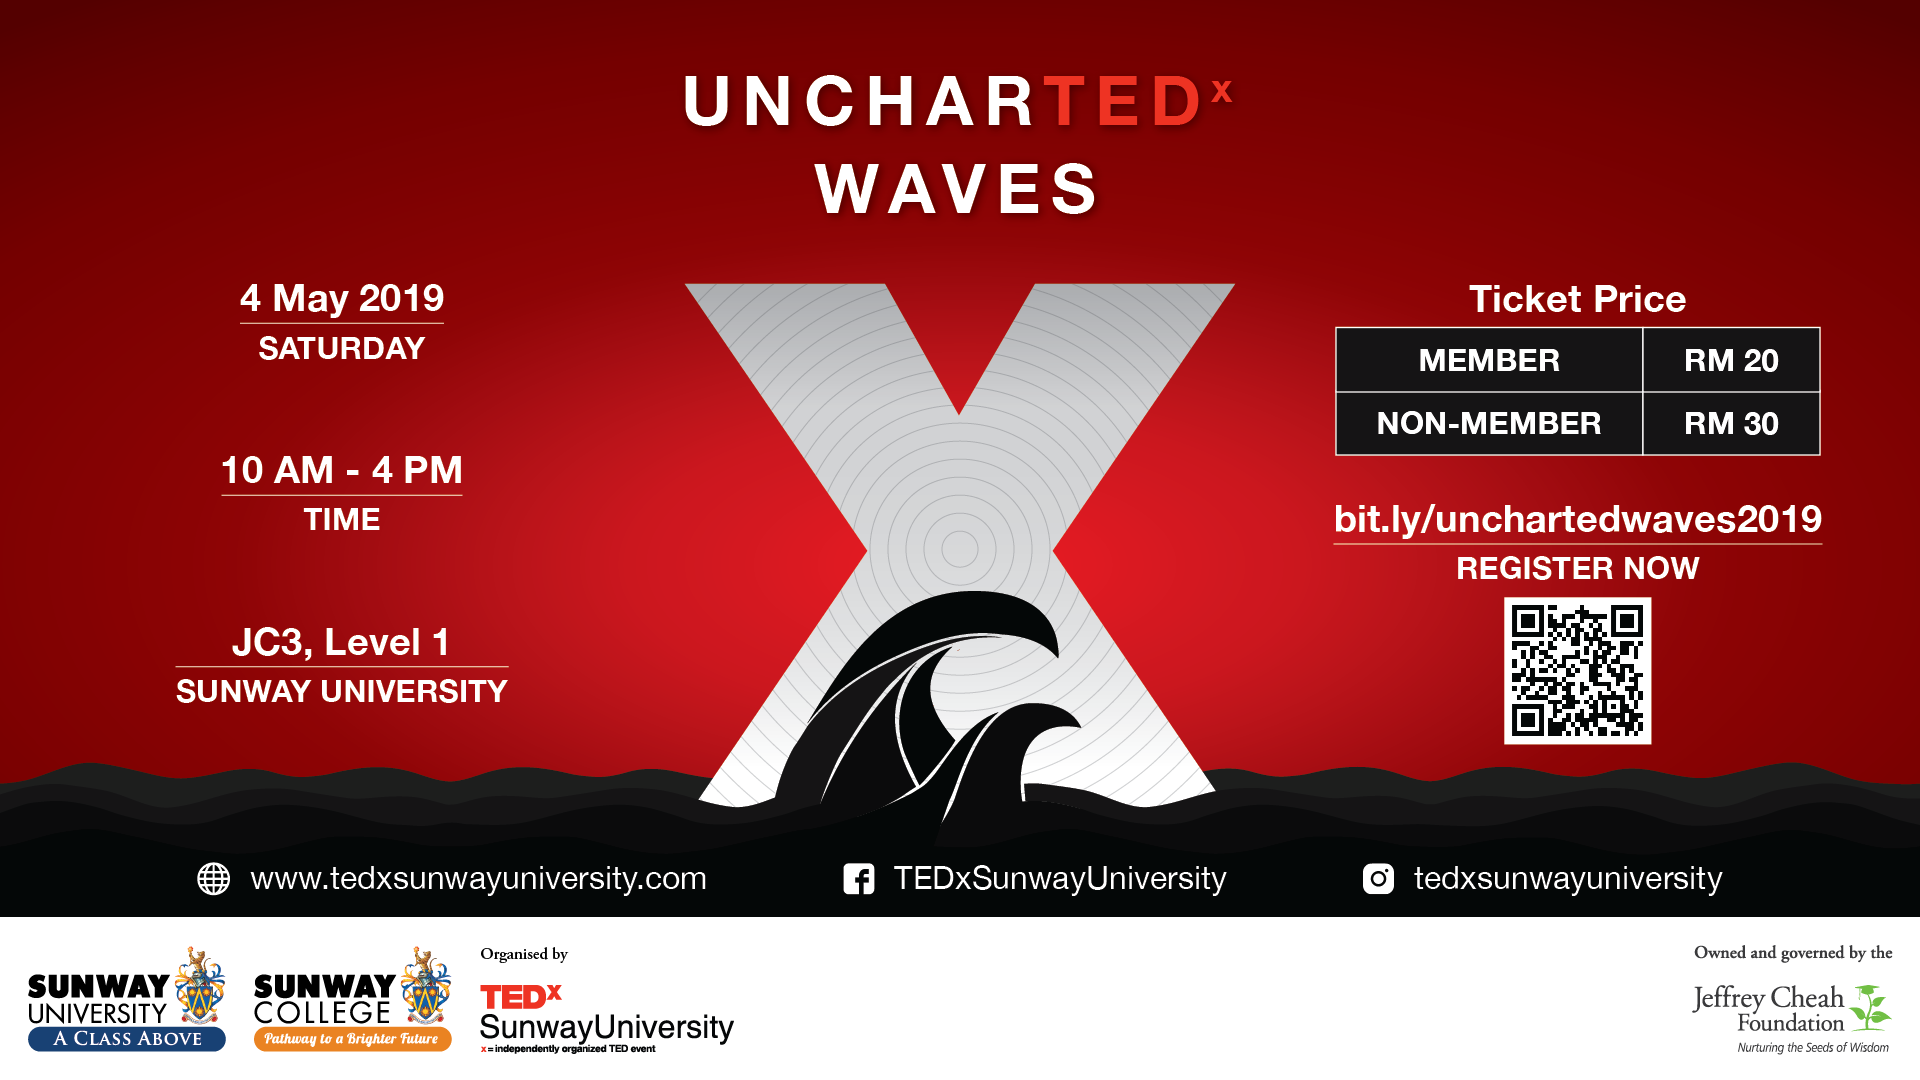 UNCHARTEDx
WAVES
4 May 2019
SATURDAY
10 AM - 4 PM
TIME
JC3, Level 1
SUNWAY UNIVERSITY
Ticket Price
MEMBER RM 20
NON-MEMBER RM 30
bit.ly/unchartedwaves2019
REGISTER NOW
www.tedxsunwayuniversity.com
TEDxSunwayUniversity
tedxsunwayuniversity
SUNWAY
UNIVERSITY
A CLASS ABOVE
SUNWAY
COLLEGE
Pathway to a Brighter Future
Organised by
TEDx
SunwayUniversity
x = independently organized TED event
Owned and governed by the
Jeffrey Cheah
Foundation
Nurturing the Seeds of Wisdom